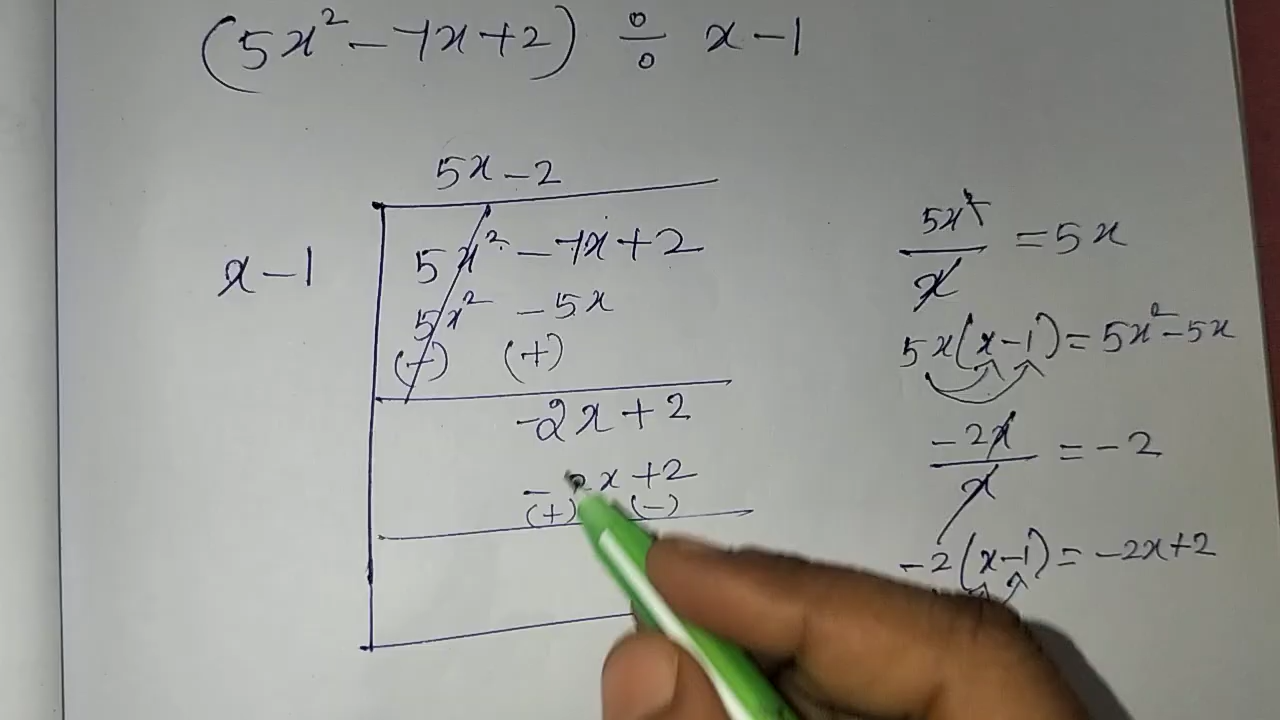 (5x² - 7x + 2) ÷ x - 1
5x - 2
x - 1
5x² - 7x + 2
5x² - 5x
(-) (+)
-2x + 2
-2x + 2
(+) (-)
5x²/x = 5x
5x(x - 1) = 5x² - 5x
-2x/x = -2
-2(x - 1) = -2x + 2